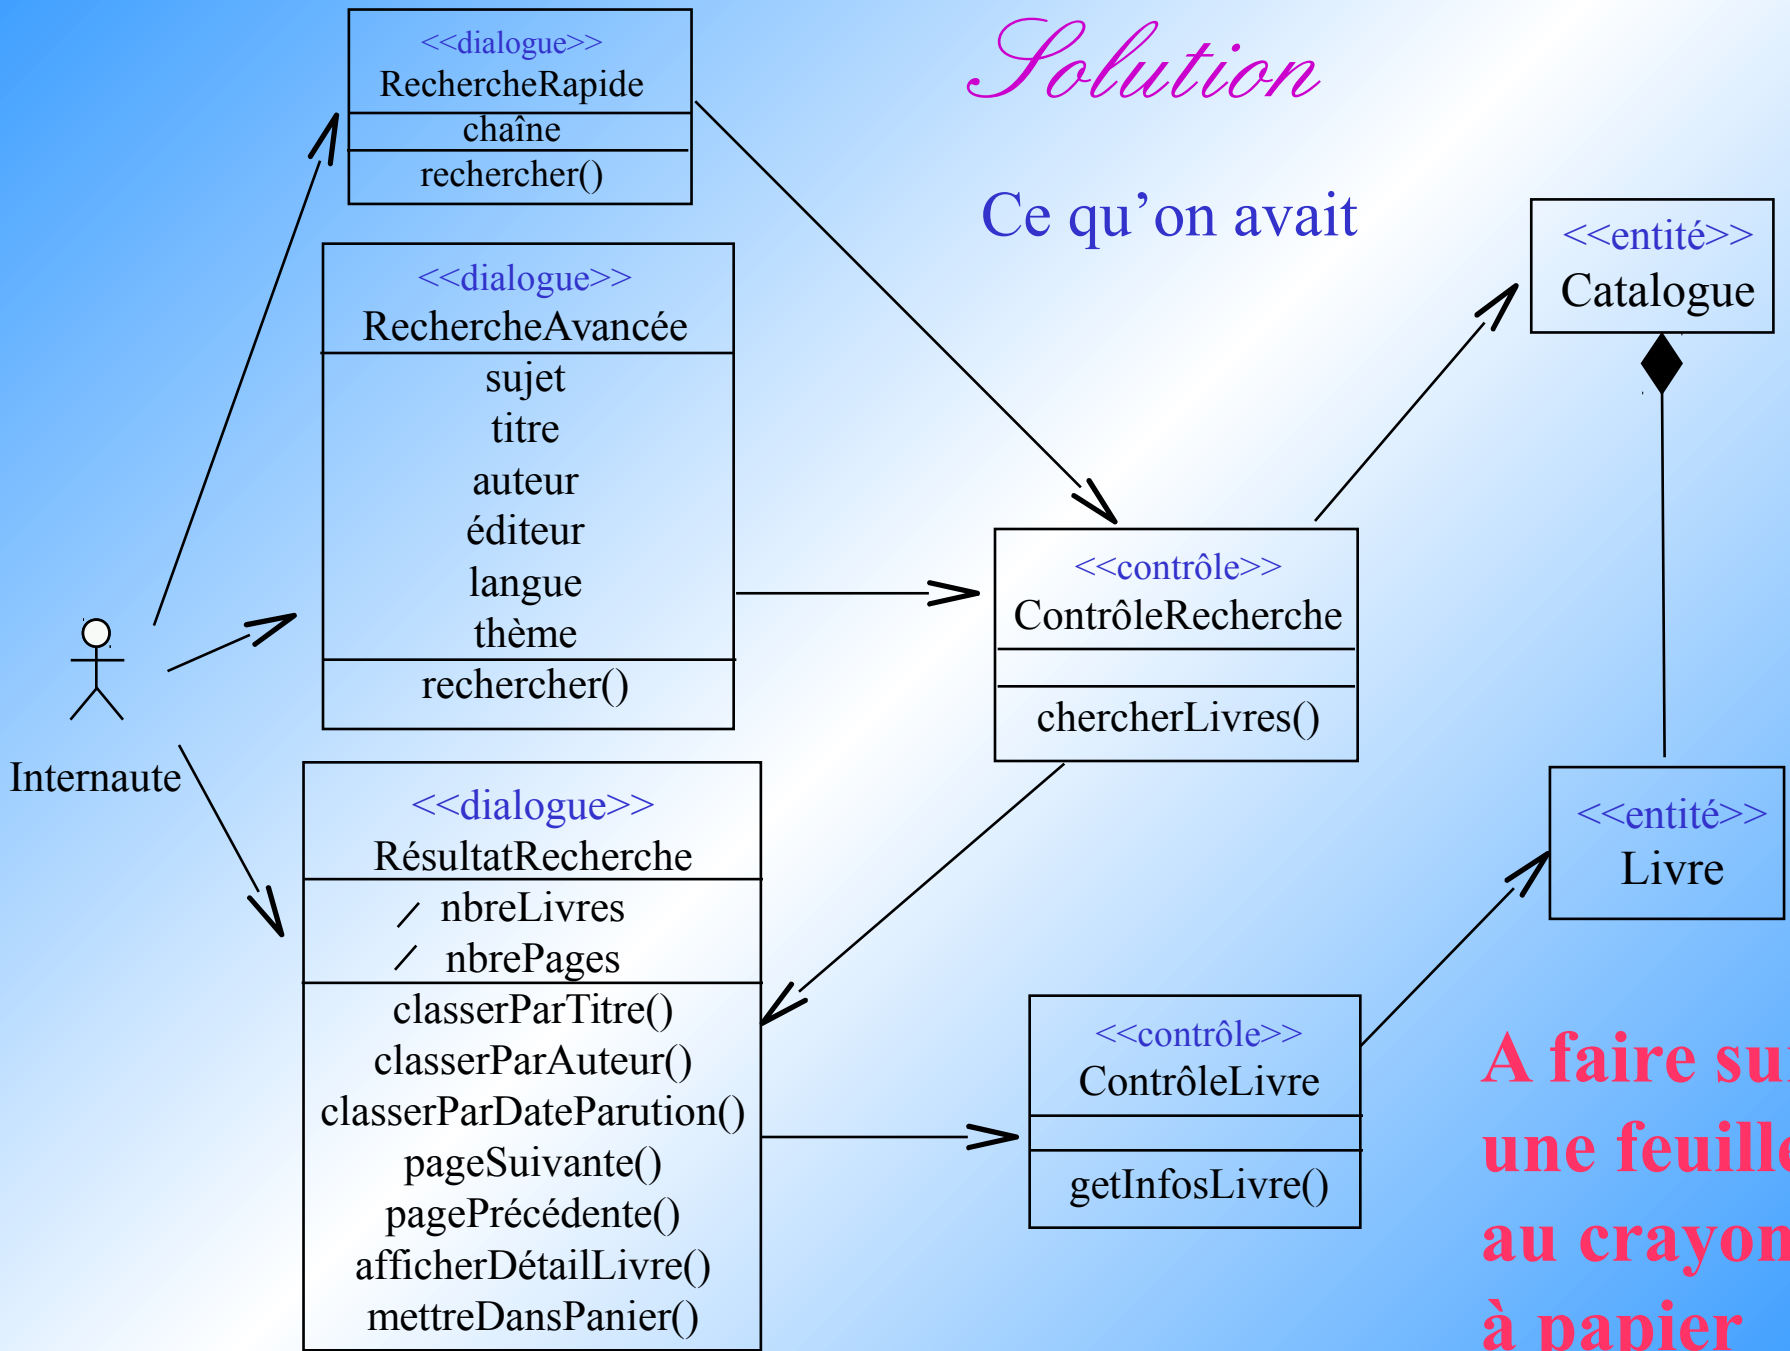 <<dialogue>>
RechercheRapide
chaîne
rechercher()
Solution
Ce qu’on avait
<<dialogue>>
RechercheAvancée
sujet
titre
auteur
éditeur
langue
thème
rechercher()
<<entité>>
Catalogue
<<contrôle>>
ContrôleRecherche
chercherLivres()
Internaute
<<dialogue>>
RésultatRecherche
/ nbreLivres
/ nbrePages
classerParTitre()
classerParAuteur()
classerParDateParution()
pageSuivante()
pagePrécédente()
afficherDétailLivre()
mettreDansPanier()
<<entité>>
Livre
<<contrôle>>
ContrôleLivre
getInfosLivre()
A faire sur
une feuille
au crayon
à papier